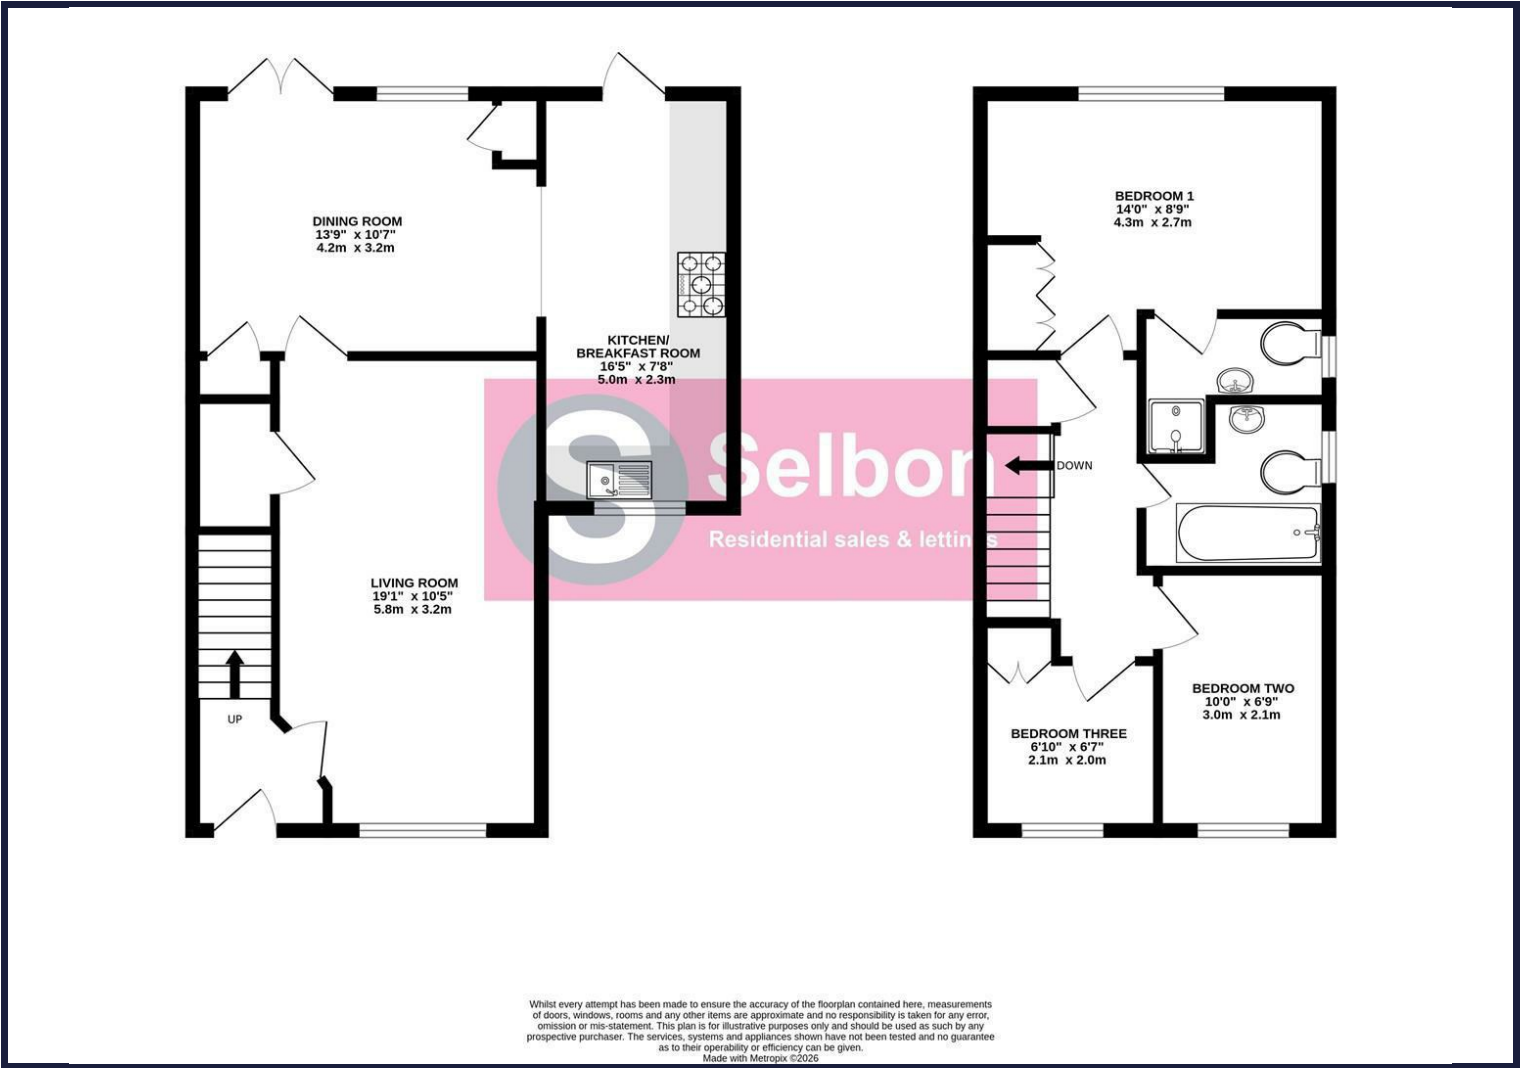 DINING ROOM
13'9" x 10'7"
4.2m x 3.2m
KITCHEN/
BREAKFAST ROOM
16'5" x 7'8"
5.0m x 2.3m
LIVING ROOM
19'1" x 10'5"
5.8m x 3.2m
UP
S Selbon
Residential sales & lettings
BEDROOM 1
14'0" x 8'9"
4.3m x 2.7m
DOWN
BEDROOM TWO
10'0" x 6'9"
3.0m x 2.1m
BEDROOM THREE
6'10" x 6'7"
2.1m x 2.0m
Whilst every attempt has been made to ensure the accuracy of the floorplan contained here, measurements
of doors, windows, rooms and any other items are approximate and no responsibility is taken for any error,
omission or mis-statement. This plan is for illustrative purposes only and should be used as such by any
prospective purchaser. The services, systems and appliances shown have not been tested and no guarantee
as to their operability or efficiency can be given.
Made with Metropix ©2026